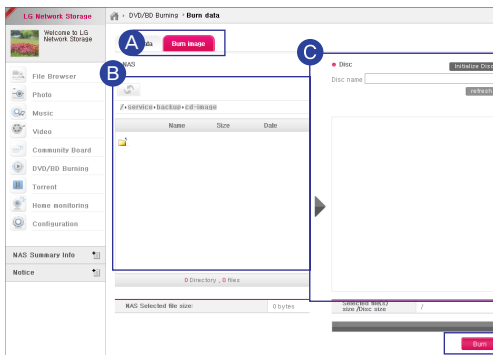 LG Network Storage
DVD/BD Burning › Burn data
Welcome to LG
Network Storage
A
Burn image
B
C
NAS
Disc
Initialize Disc
Disc name
refresh
File Browser
Photo
Music
Video
Community Board
DVD/BD Burning
Torrent
Home monitoring
Configuration
NAS Summary Info
Notice
/›service›backup›cd-image
Name Size Date
0 Directory , 0 files
NAS Selected file size: 0 bytes
Selected file(s)
size /Disc size /
Burn